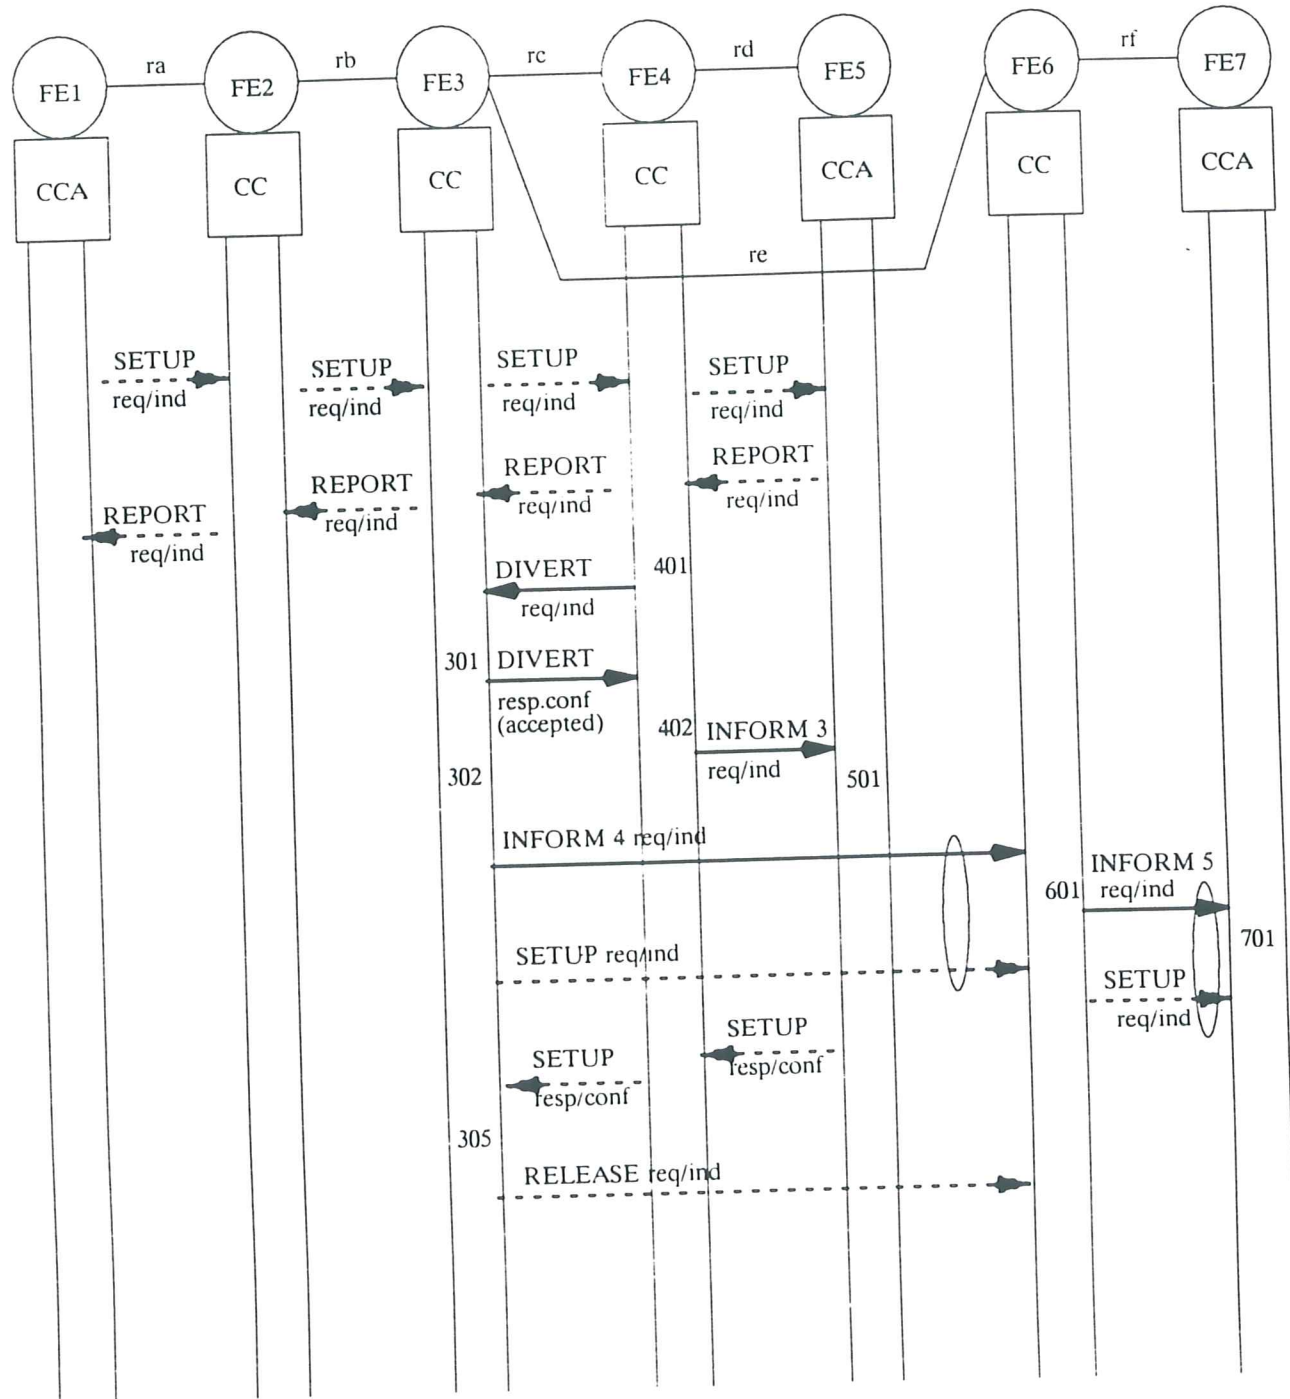 ra
rb
rc
rd
rf
FE1
FE2
FE3
FE4
FE5
FE6
FE7
CCA
CC
CC
CC
CCA
CC
CCA
re
SETUP
req/ind
SETUP
req/ind
SETUP
req/ind
SETUP
req/ind
REPORT
req/ind
REPORT
req/ind
REPORT
req/ind
REPORT
req/ind
DIVERT
req/ind
401
301
DIVERT
resp.conf
(accepted)
402
INFORM 3
req/ind
302
501
INFORM 4 req/ind
INFORM 5
req/ind
601
701
SETUP req/ind
SETUP
req/ind
SETUP
resp/conf
SETUP
resp/conf
305
RELEASE req/ind